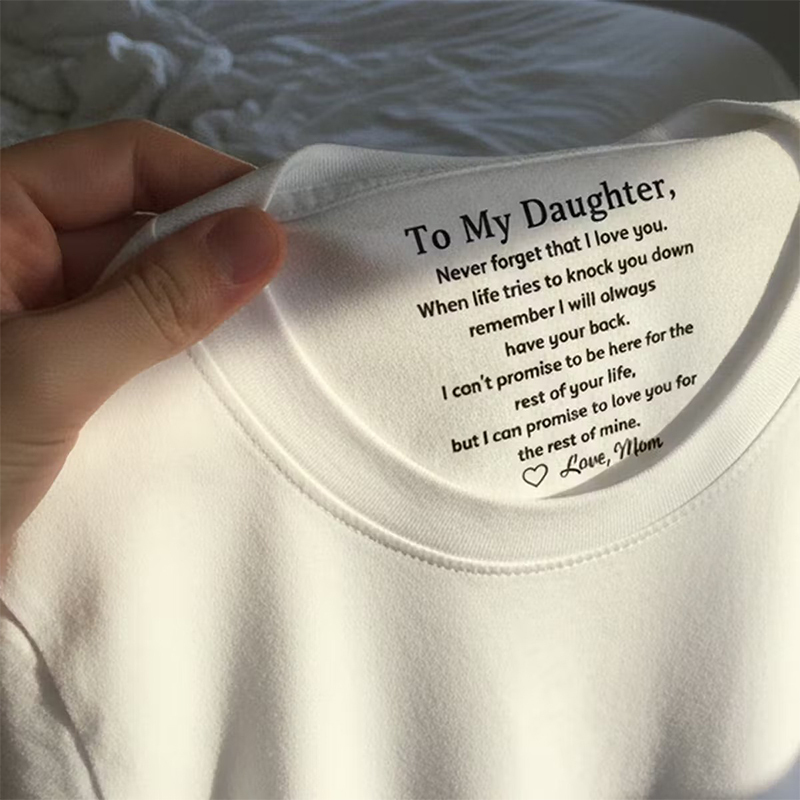 To My Daughter,
Never forget that I love you.
When life tries to knock you down
remember I will always
have your back.
I can't promise to be here for the
rest of your life,
but I can promise to love you for
the rest of mine.
♡ Love, Mom